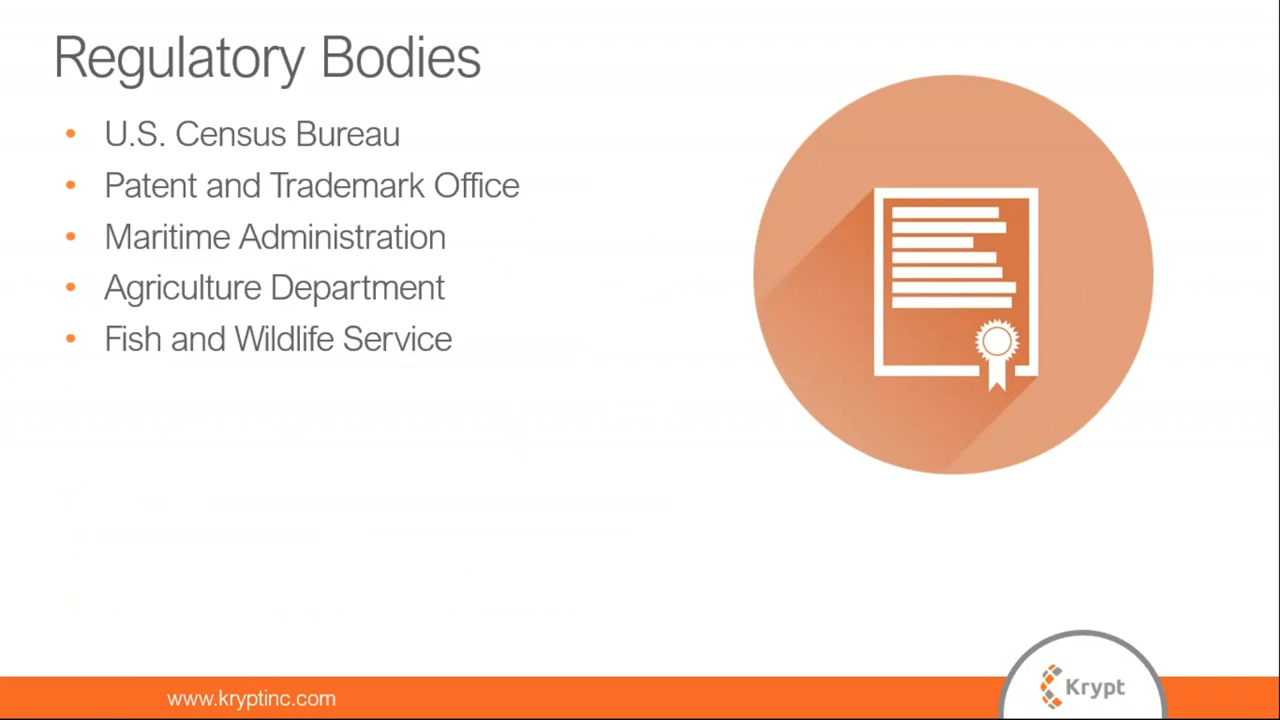 Regulatory Bodies
• U.S. Census Bureau
• Patent and Trademark Office
• Maritime Administration
• Agriculture Department
• Fish and Wildlife Service
www.kryptinc.com
Krypt